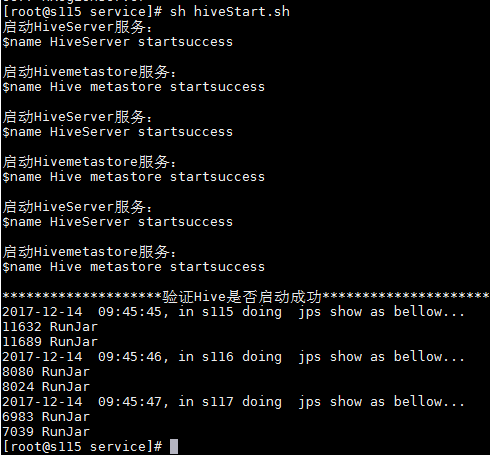 [root@s115 service]# sh hiveStart.sh
启动HiveServer服务:
$name HiveServer startsuccess
启动Hivemetastore服务:
$name Hive metastore startsuccess
启动HiveServer服务:
$name HiveServer startsuccess
启动Hivemetastore服务:
$name Hive metastore startsuccess
启动HiveServer服务:
$name HiveServer startsuccess
启动Hivemetastore服务:
$name Hive metastore startsuccess
********************验证Hive是否启动成功*********************
2017-12-14  09:45:45, in s115 doing  jps show as bellow...
11632 RunJar
11689 RunJar
2017-12-14  09:45:46, in s116 doing  jps show as bellow...
8080 RunJar
8024 RunJar
2017-12-14  09:45:47, in s117 doing  jps show as bellow...
6983 RunJar
7039 RunJar
[root@s115 service]#